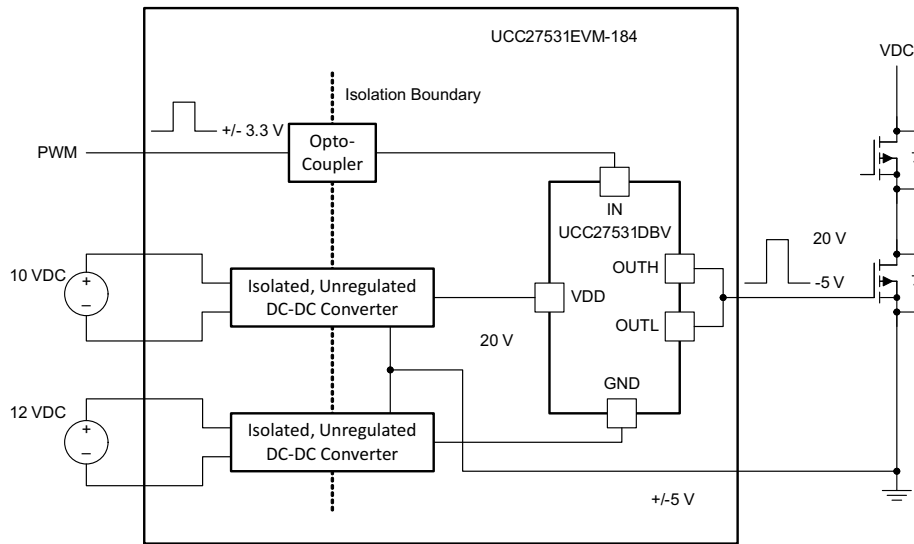 UCC27531EVM-184
VDC
Isolation Boundary
+/- 3.3 V
PWM
Opto-
Coupler
IN
UCC27531DBV
10 VDC
+
–
Isolated, Unregulated
DC-DC Converter
VDD
20 V
OUTH
OUTL
20 V
-5 V
GND
12 VDC
+
–
Isolated, Unregulated
DC-DC Converter
+/-5 V